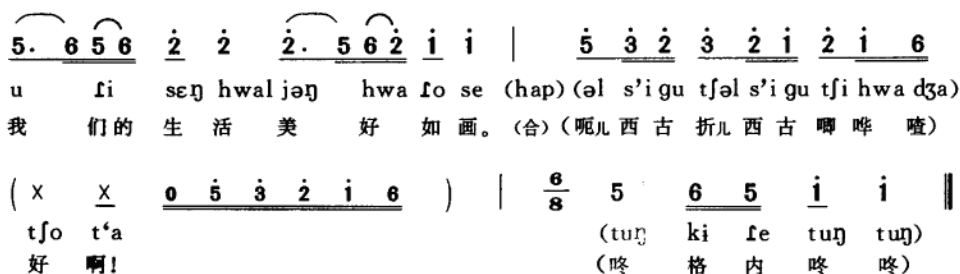 5. 6 5 6 2̇ 2̇ 2̇. 5 6 2̇ 1̇ 1̇ | 5̇ 3̇ 2̇ 3̇ 2̇ 1̇ 2̇ 1̇ 6
u ɾi sɛŋ hwal jəŋ hwa ɾo se (hap) (əl s’i gu tʃəl s’i gu tʃi hwa dʒa)
我 们的 生 活 美 好 如 画。(合) (呃儿 西 古 折儿 西 古 唧 哗 喳)
( X X 0 5̇ 3̇ 2̇ 1̇ 6 ) | 6/8 5 6 5 1̇ 1̇ ‖
tʃo t‘a (tuŋ ki ɾe tuŋ tuŋ)
好 啊! (咚 格 内 咚 咚)